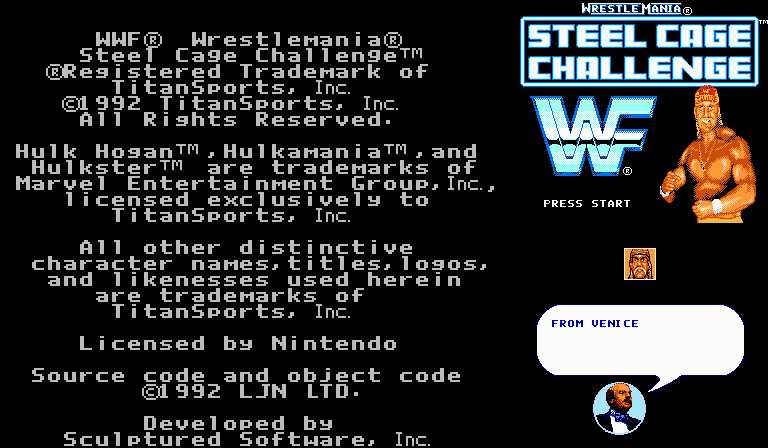 WWF® Wrestlemania®
Steel Cage Challenge™
®Registered Trademark of
TitanSports, Inc.
©1992 TitanSports, Inc.
All Rights Reserved.
Hulk Hogan™,Hulkamania™,and
Hulkster™ are trademarks of
Marvel Entertainment Group,Inc.,
licensed exclusively to
TitanSports, Inc.
All other distinctive
character names,titles,logos,
and likenesses used herein
are trademarks of
TitanSports, Inc.
Licensed by Nintendo
Source code and object code
©1992 LJN LTD.
Developed by
Sculptured Software, Inc.
WRESTLEMANIA®
STEEL CAGE™
CHALLENGE
WF®
PRESS START
FROM VENICE